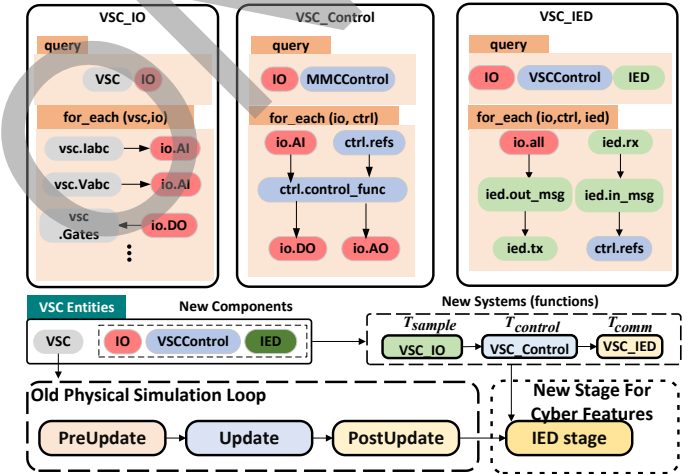 VSC_IO
query
VSC IO
for_each (vsc,io)
vsc.Iabc io.AI
vsc.Vabc io.AI
vsc
.Gates io.DO
VSC_Control
query
IO MMCControl
for_each (io, ctrl)
io.AI ctrl.refs
ctrl.control_func
io.DO io.AO
VSC_IED
query
IO VSCControl IED
for_each (io,ctrl, ied)
io.all ied.rx
ied.out_msg ied.in_msg
ied.tx ctrl.refs
VSC Entities New Components
VSC IO VSCControl IED
New Systems (functions)
Tsample Tcontrol Tcomm
VSC_IO VSC_Control VSC_IED
Old Physical Simulation Loop
PreUpdate Update PostUpdate
New Stage For
Cyber Features
IED stage